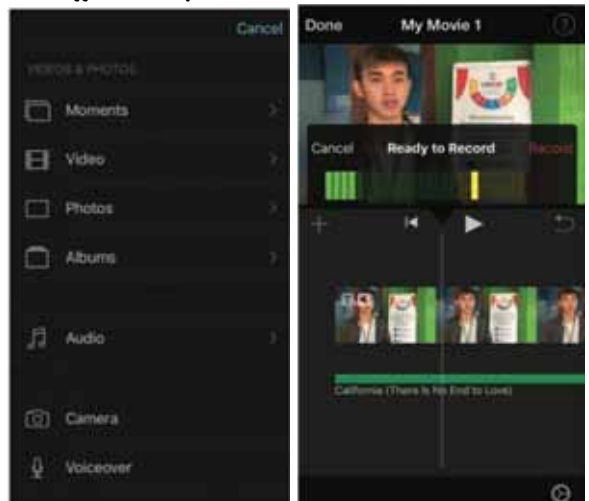 Cancel
VIDEOS & PHOTOS
Moments
Video
Photos
Albums
Audio
Camera
Voiceover
Done My Movie 1 ?
Cancel Ready to Record Record
California (There Is No End to Love)